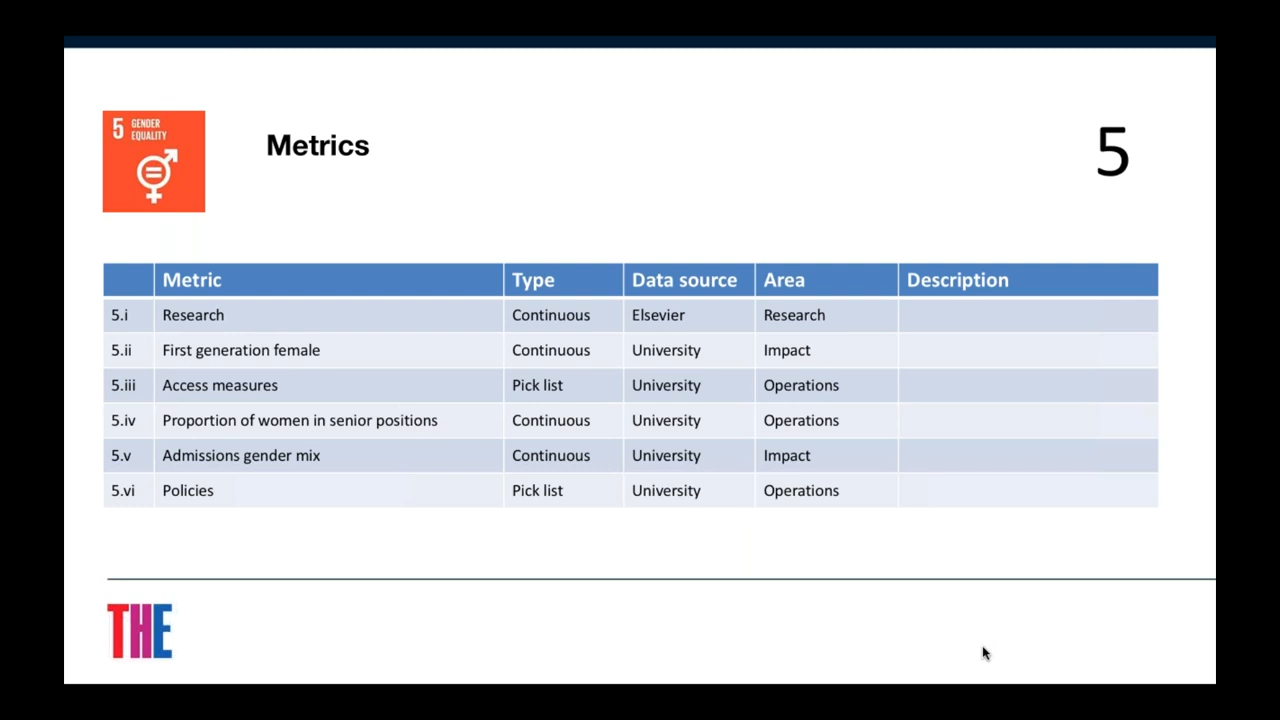 5 GENDER
EQUALITY
Metrics
5
Metric Type Data source Area Description
5.i Research Continuous Elsevier Research
5.ii First generation female Continuous University Impact
5.iii Access measures Pick list University Operations
5.iv Proportion of women in senior positions Continuous University Operations
5.v Admissions gender mix Continuous University Impact
5.vi Policies Pick list University Operations
THE